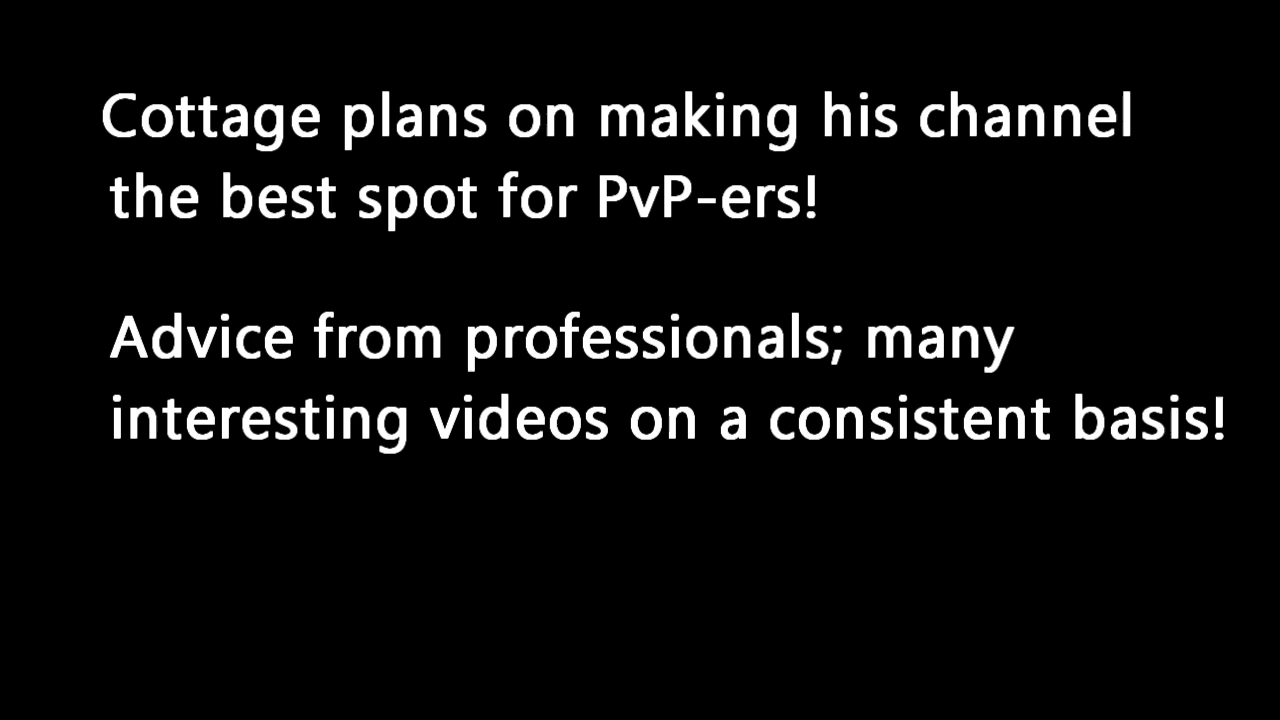 Cottage plans on making his channel
the best spot for PvP-ers!
Advice from professionals; many
interesting videos on a consistent basis!